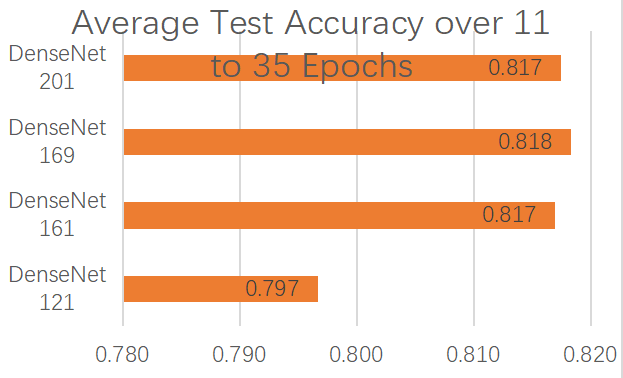 Average Test Accuracy over 11
to 35 Epochs
DenseNet
201
0.817
DenseNet
169
0.818
DenseNet
161
0.817
DenseNet
121
0.797
0.780 0.790 0.800 0.810 0.820